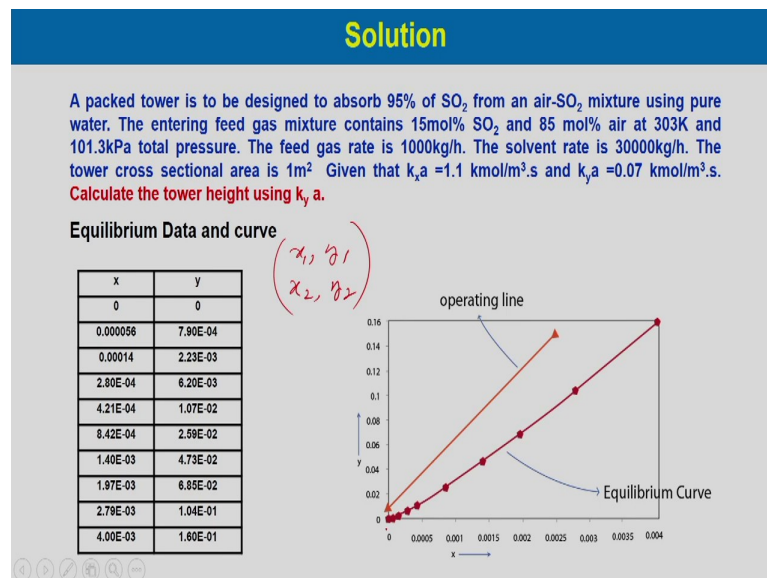 Solution
A packed tower is to be designed to absorb 95% of SO₂ from an air-SO₂ mixture using pure
water. The entering feed gas mixture contains 15mol% SO₂ and 85 mol% air at 303K and
101.3kPa total pressure. The feed gas rate is 1000kg/h. The solvent rate is 30000kg/h. The
tower cross sectional area is 1m² Given that kₓa =1.1 kmol/m³.s and kᵧa =0.07 kmol/m³.s.
Calculate the tower height using kᵧ a.
Equilibrium Data and curve
x₁, y₁
x₂, y₂
x y
0 0
0.000056 7.90E-04
0.00014 2.23E-03
2.80E-04 6.20E-03
4.21E-04 1.07E-02
8.42E-04 2.59E-02
1.40E-03 4.73E-02
1.97E-03 6.85E-02
2.79E-03 1.04E-01
4.00E-03 1.60E-01
operating line
0.16
0.14
0.12
0.1
0.08
0.06
0.04
0.02
0
y
Equilibrium Curve
0 0.0005 0.001 0.0015 0.002 0.0025 0.003 0.0035 0.004
x